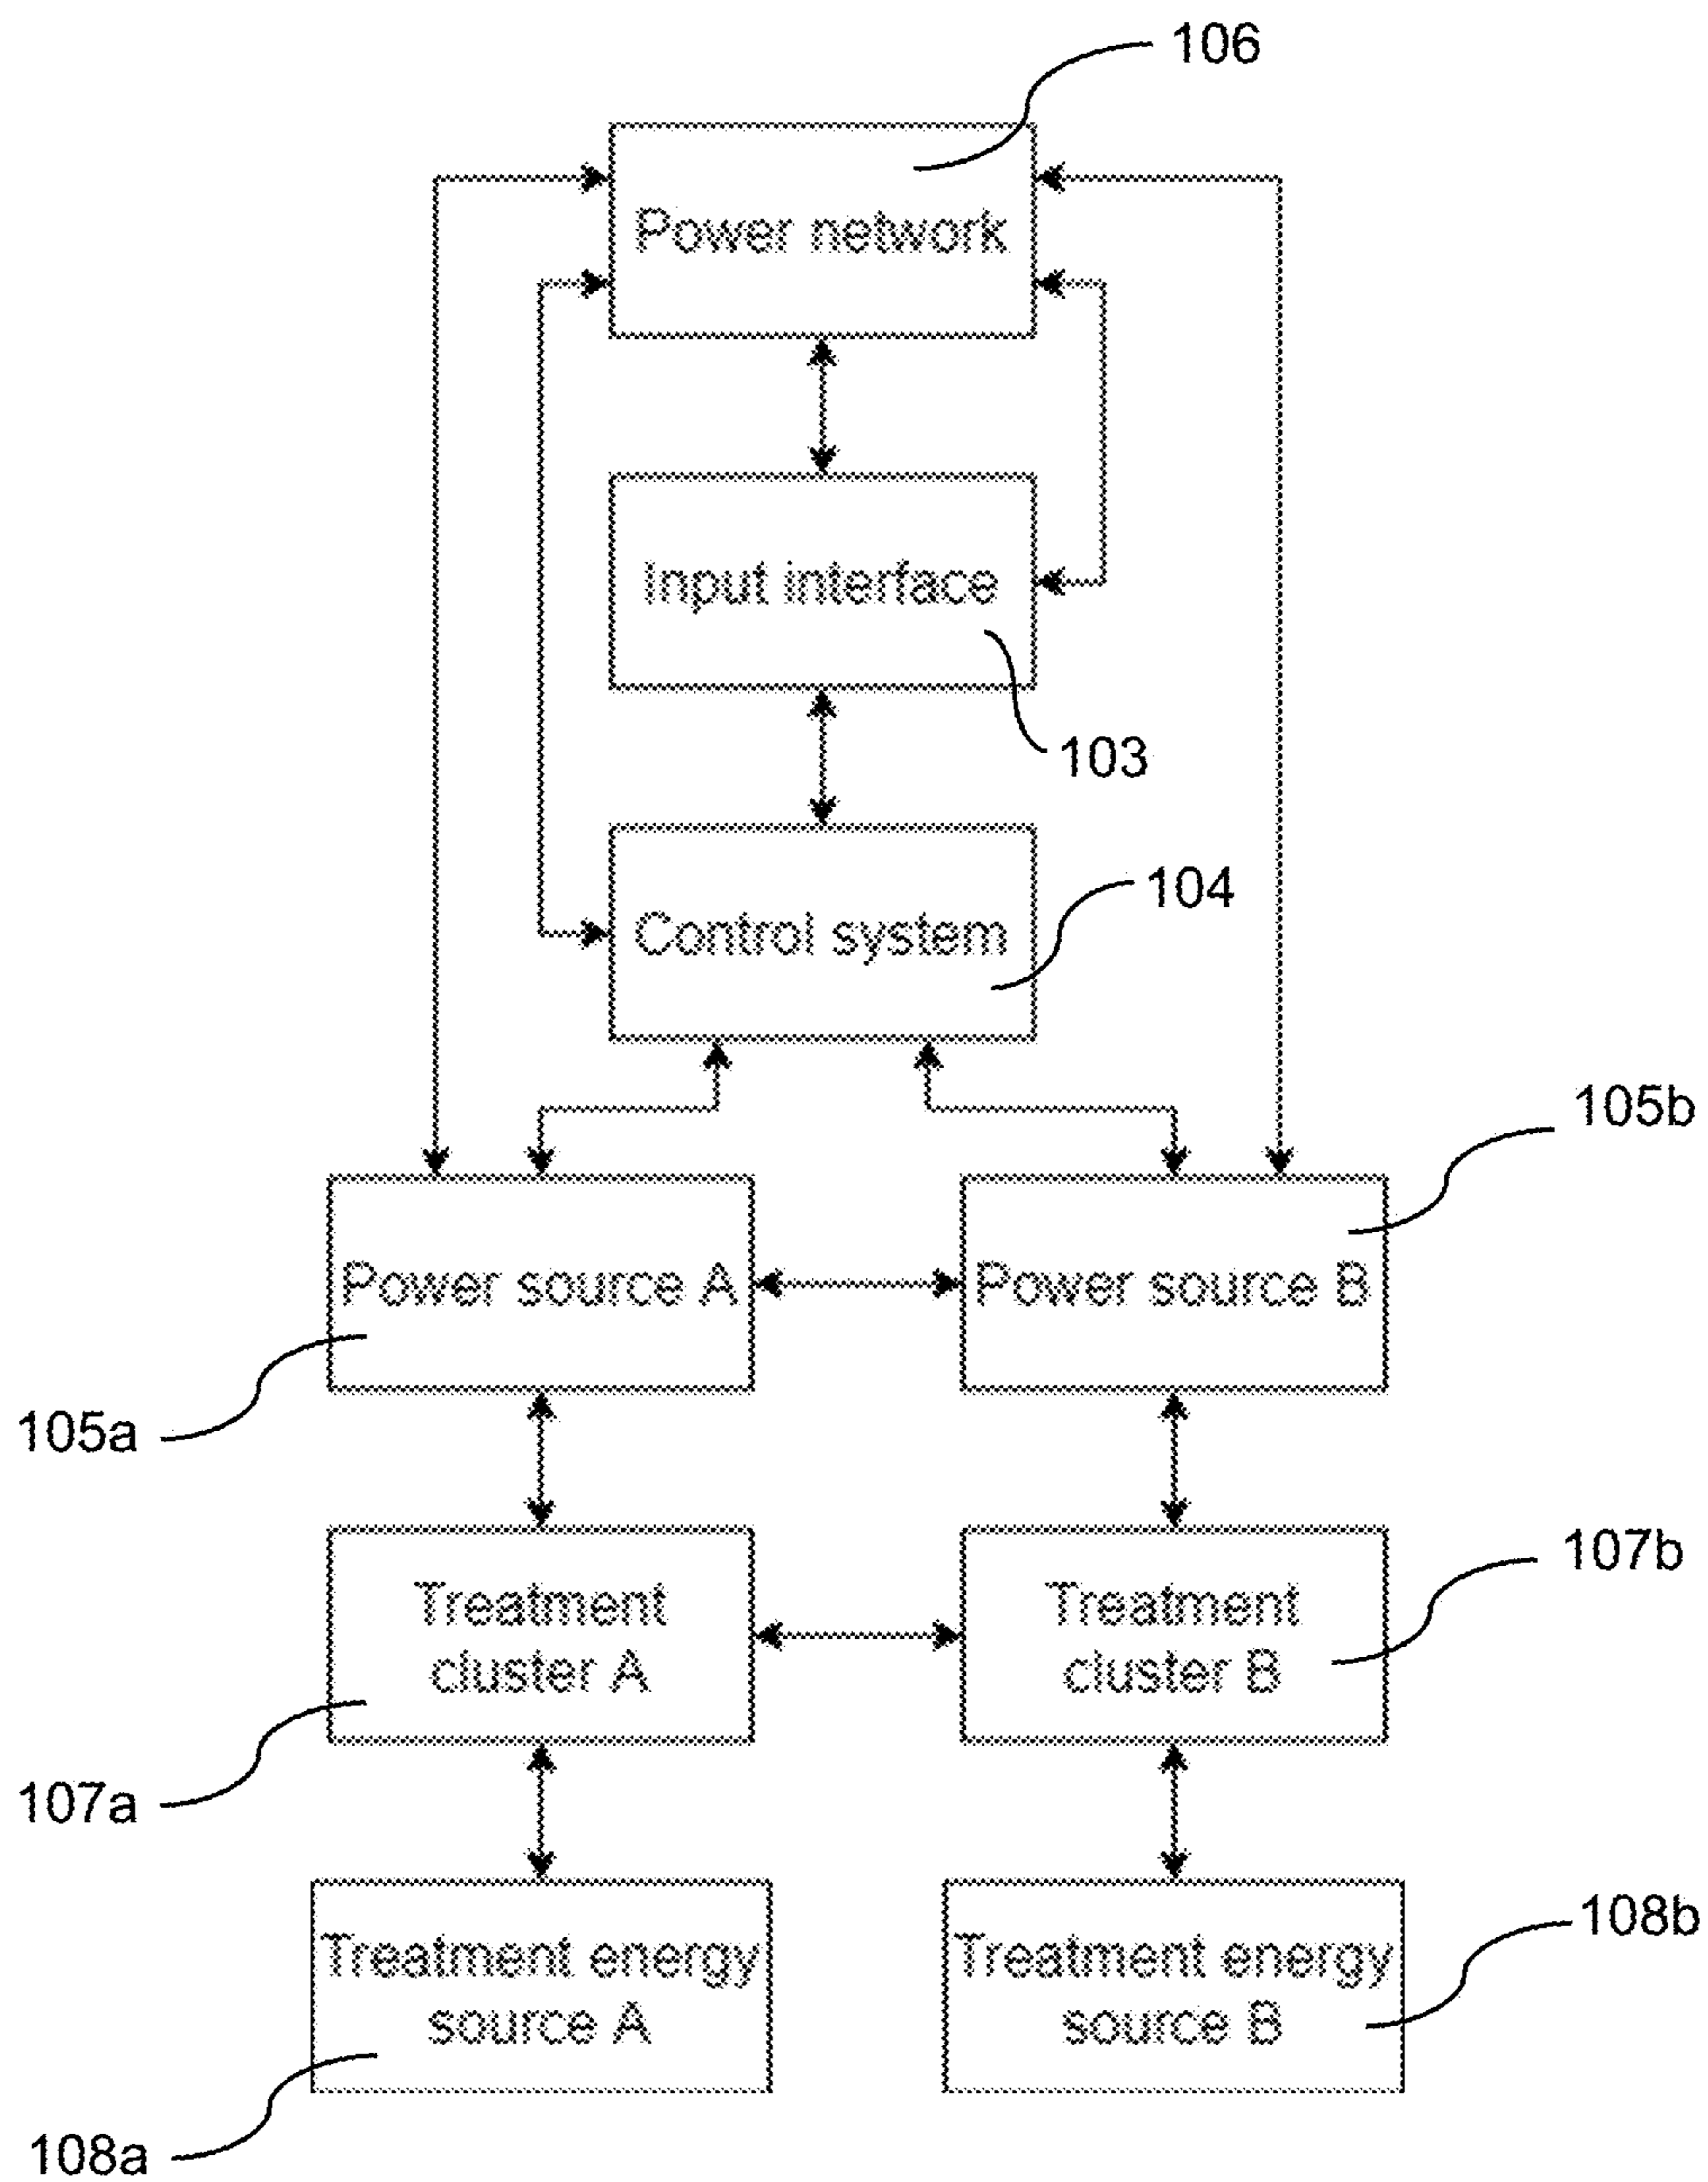 106
Power network
Input interface
103
104
Control system
105b
Power source A
Power source B
105a
107b
Treatment
cluster A
Treatment
cluster B
107a
108b
Treatment energy
source A
Treatment energy
source B
108a